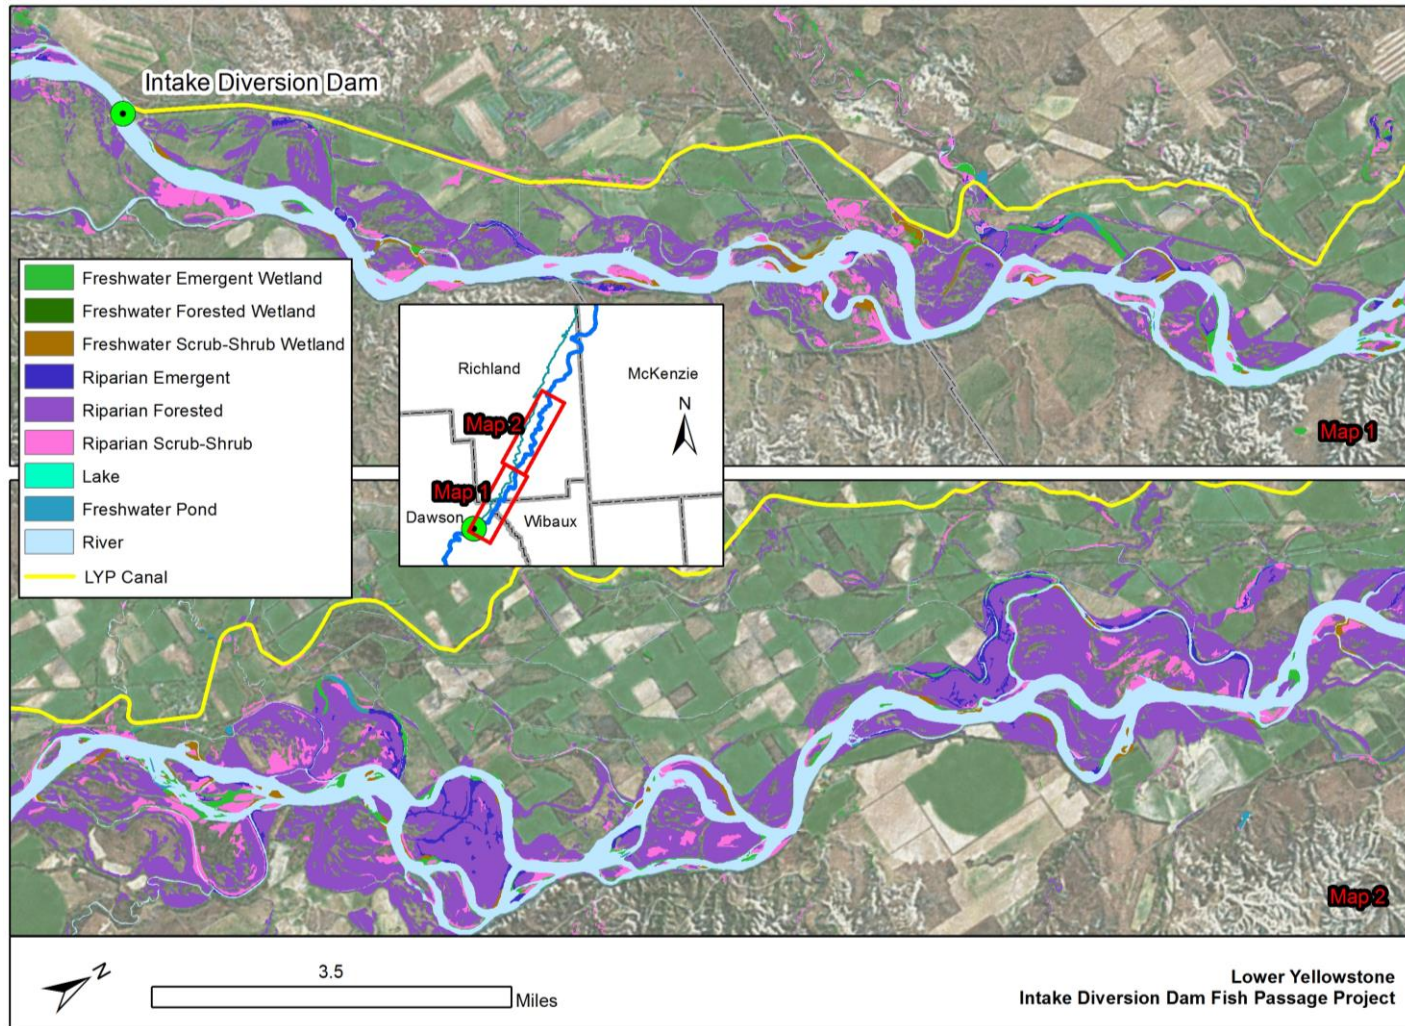 Intake Diversion Dam
Freshwater Emergent Wetland
Freshwater Forested Wetland
Freshwater Scrub-Shrub Wetland
Riparian Emergent
Riparian Forested
Riparian Scrub-Shrub
Lake
Freshwater Pond
River
LYP Canal
Richland
McKenzie
N
Map 2
Map 1
Dawson
Wibaux
Map 1
Map 2
N
3.5
Miles
Lower Yellowstone
Intake Diversion Dam Fish Passage Project